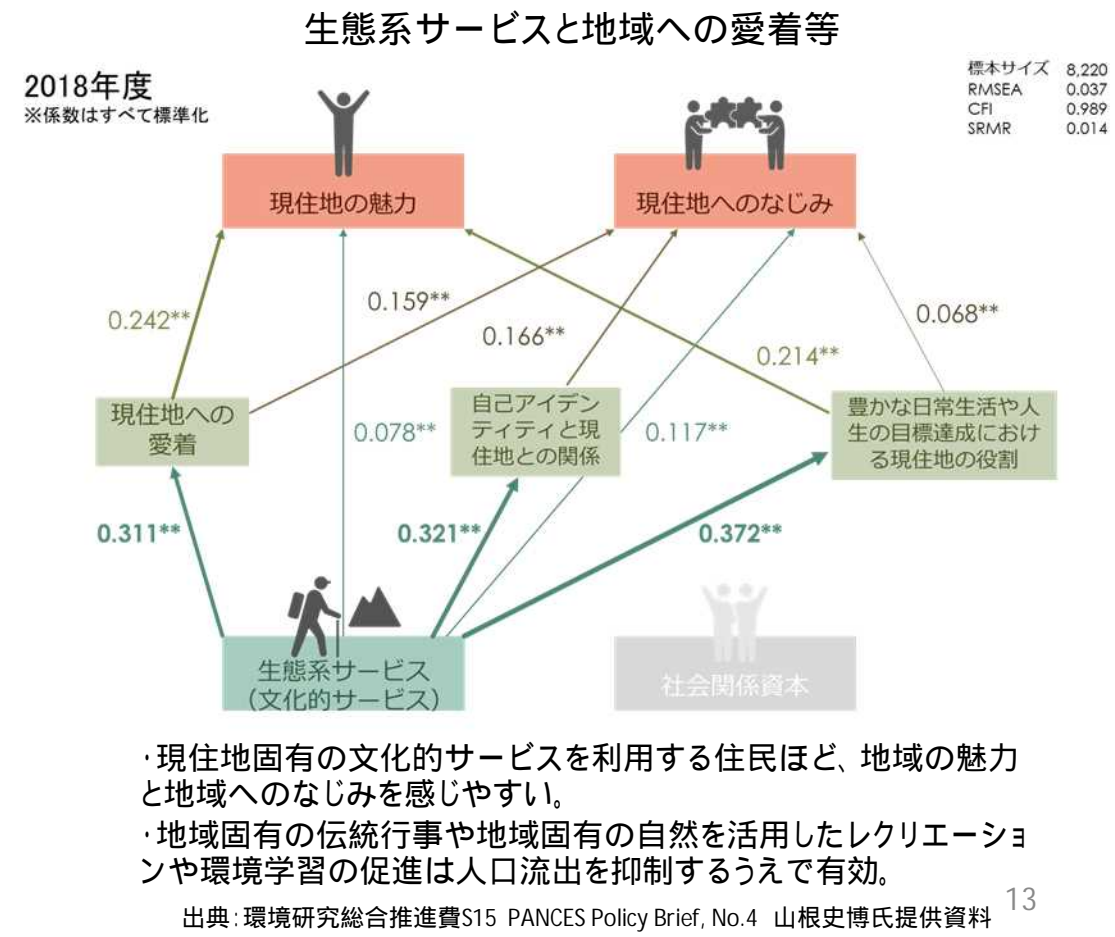 生態系サービスと地域への愛着等
2018年度
※係数はすべて標準化
標本サイズ 8,220
RMSEA 0.037
CFI 0.989
SRMR 0.014
現住地の魅力
現住地へのなじみ
0.242**
0.159**
0.166**
0.214**
0.068**
現住地への
愛着
0.078**
自己アイデン
ティティと現
住地との関係
0.117**
豊かな日常生活や人
生の目標達成におけ
る現住地の役割
0.311**
0.321**
0.372**
生態系サービス
(文化的サービス)
社会関係資本
・現住地固有の文化的サービスを利用する住民ほど、地域の魅力
と地域へのなじみを感じやすい。
・地域固有の伝統行事や地域固有の自然を活用したレクリエーショ
ンや環境学習の促進は人口流出を抑制するうえで有効。
出典:環境研究総合推進費S15 PANCES Policy Brief, No.4 山根史博氏提供資料
13